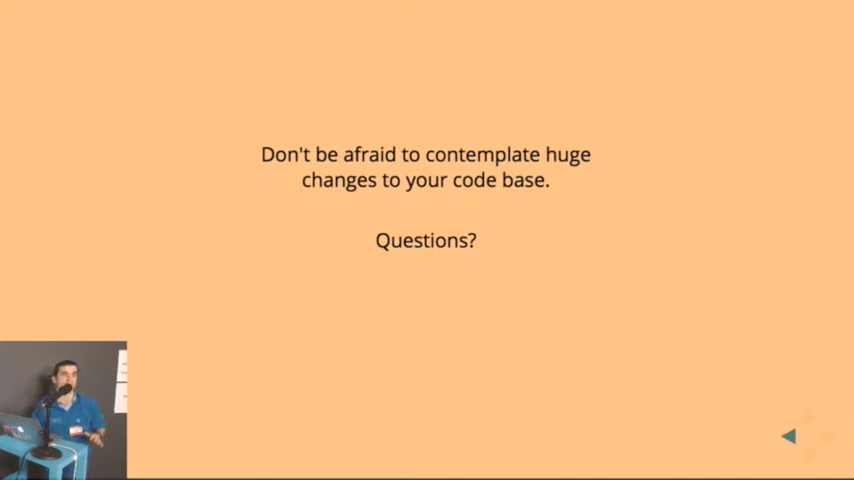 Don't be afraid to contemplate huge
changes to your code base.
Questions?